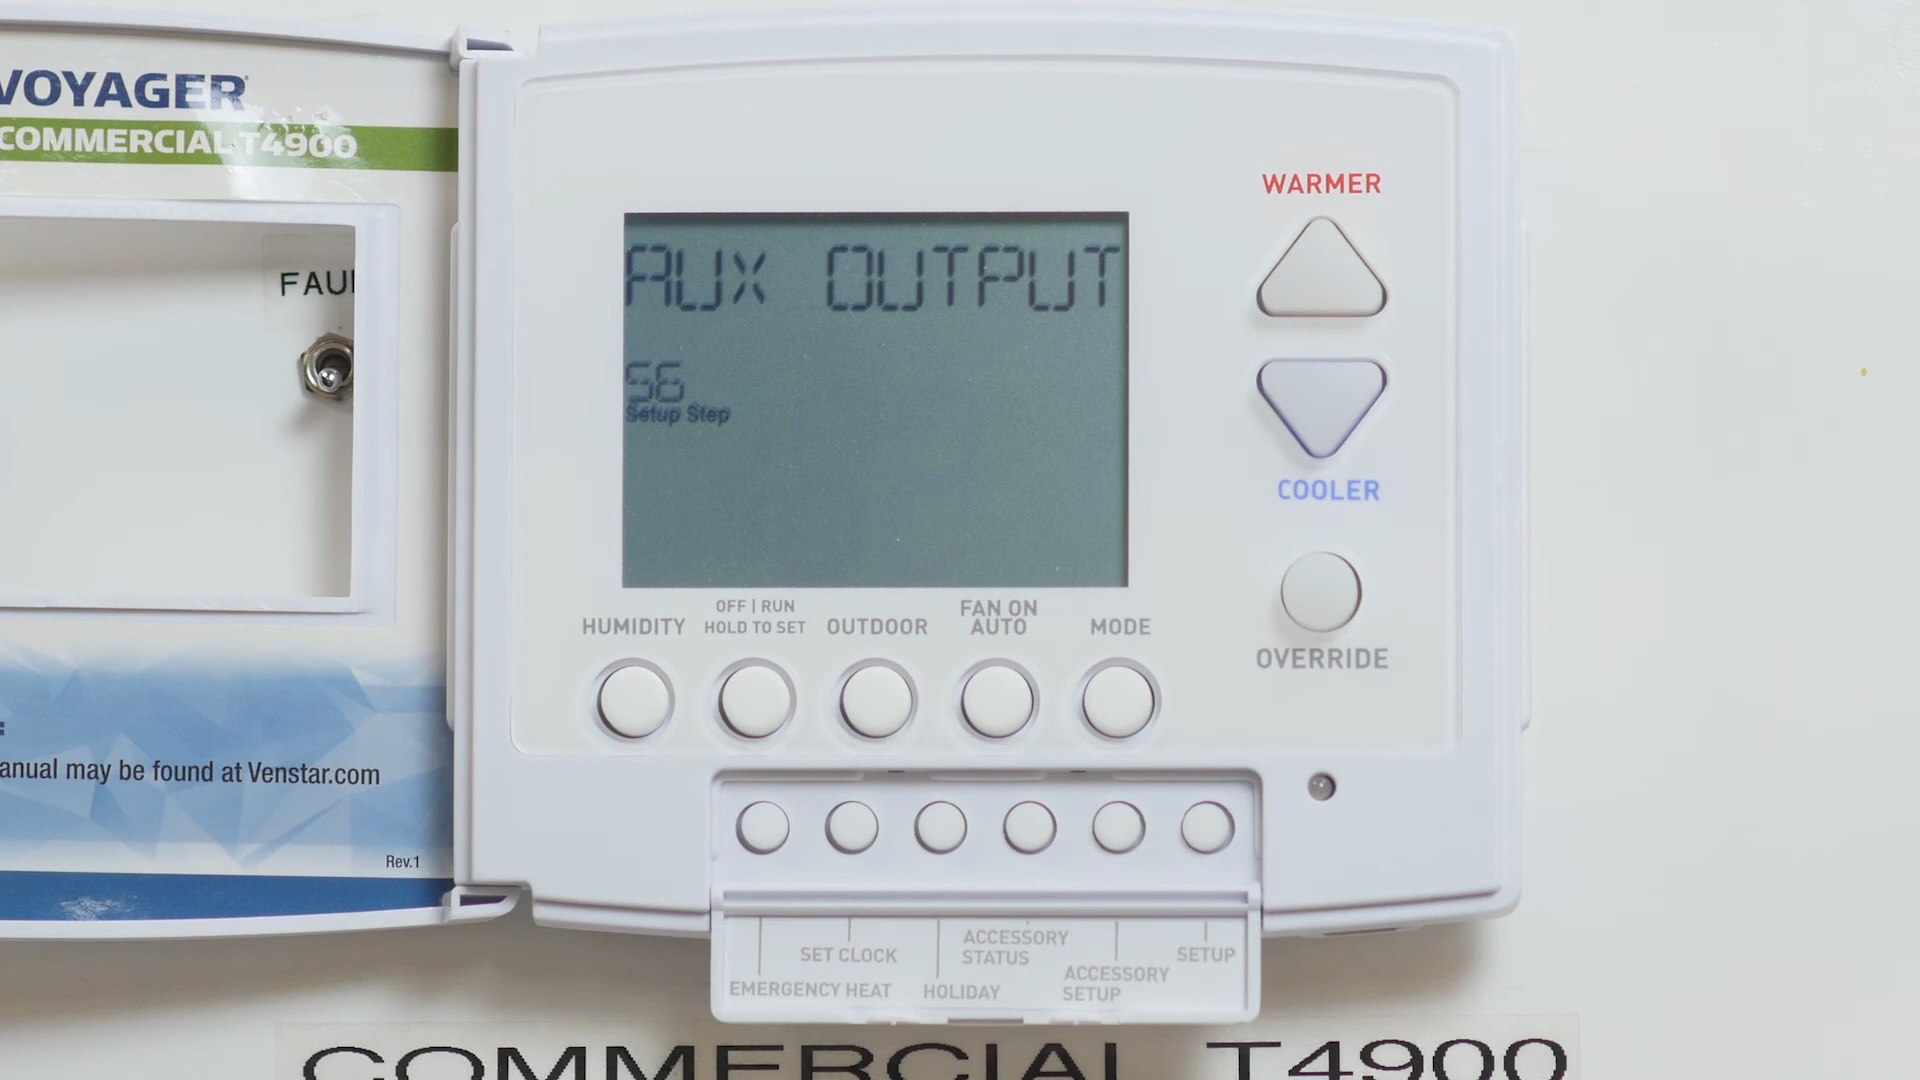 VOYAGER
COMMERCIAL T4900
FAU
anual may be found at Venstar.com
Rev.1
AUX OUTPUT
56
Setup Step
WARMER
COOLER
OVERRIDE
HUMIDITY
OFF | RUN
HOLD TO SET
OUTDOOR
FAN ON
AUTO
MODE
EMERGENCY HEAT
SET CLOCK
HOLIDAY
ACCESSORY
STATUS
ACCESSORY
SETUP
SETUP
COMMERCIAL T4900